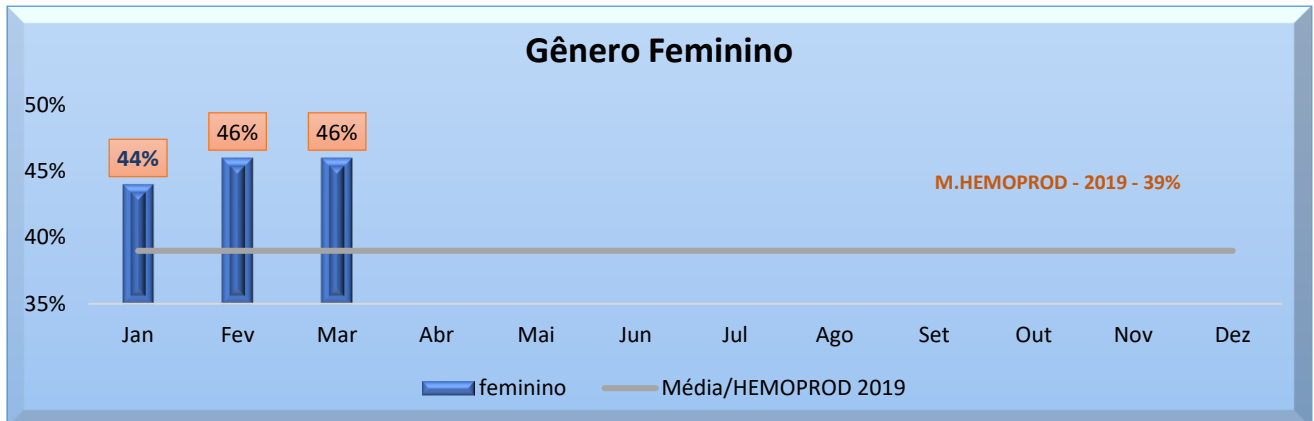 Gênero Feminino
50%
45%
40%
35%
44%
46%
46%
M.HEMOPROD - 2019 - 39%
Jan Fev Mar Abr Mai Jun Jul Ago Set Out Nov Dez
feminino Média/HEMOPROD 2019